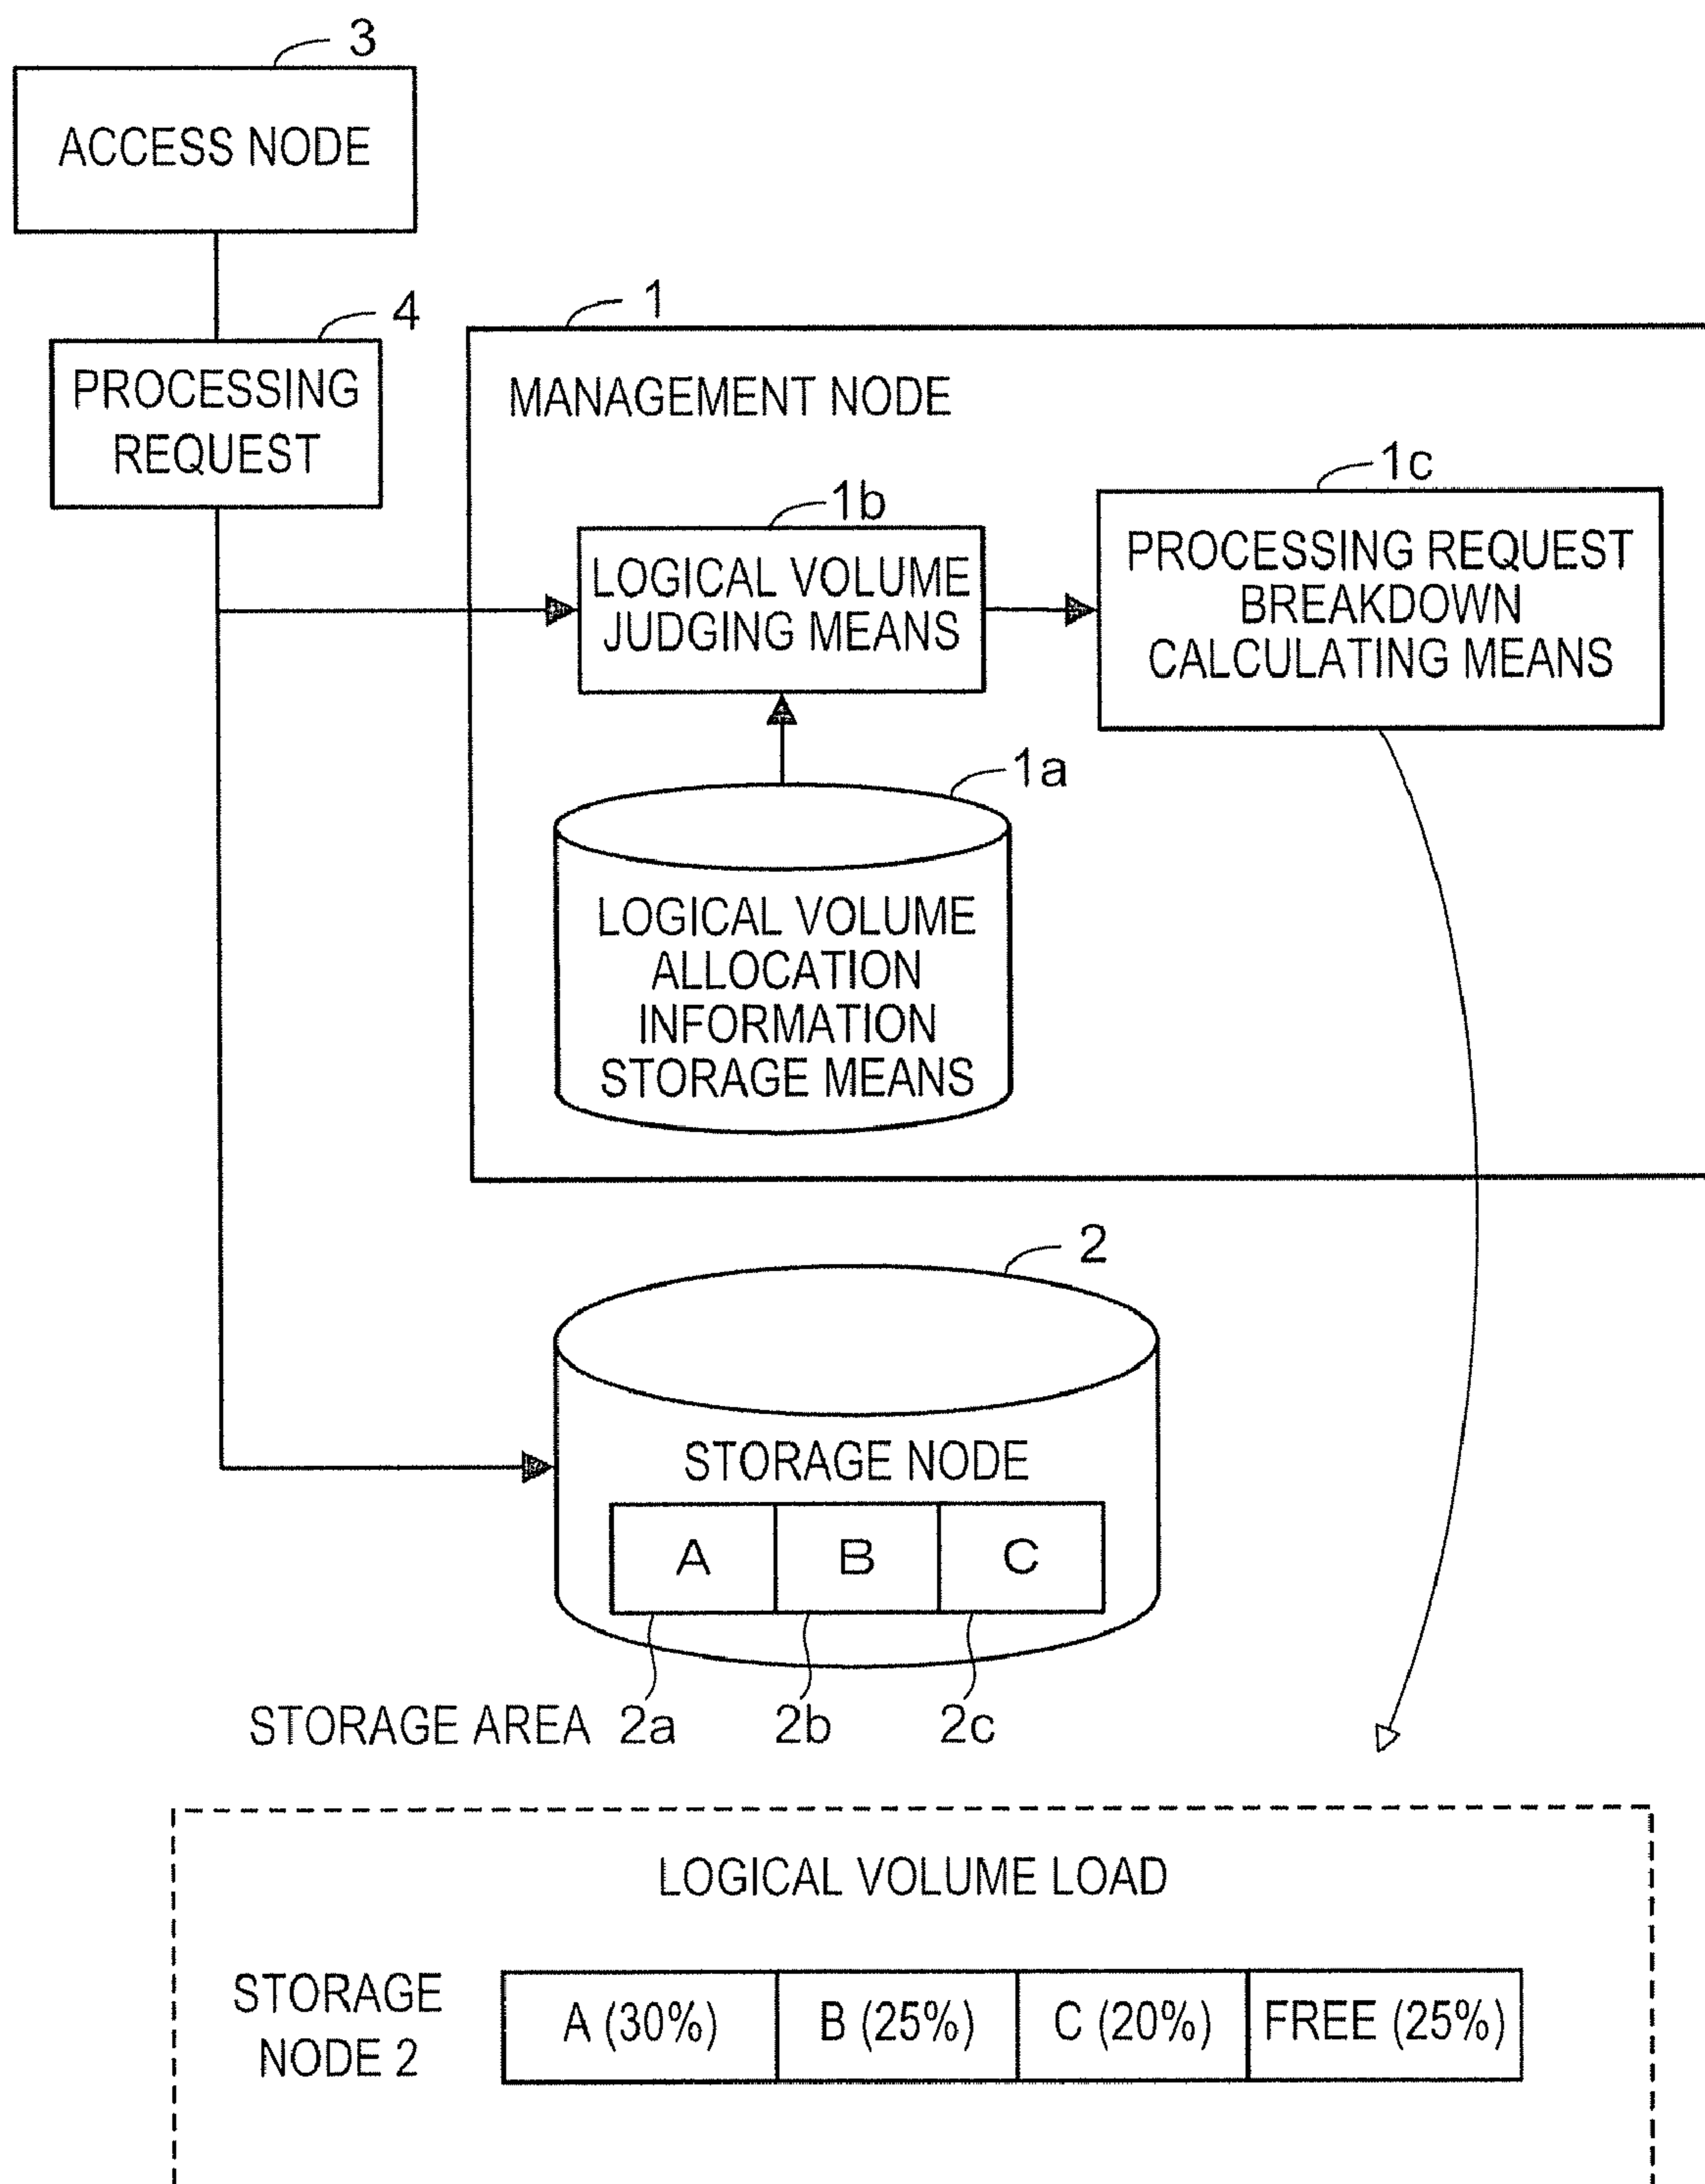 3
ACCESS NODE
4
PROCESSING
REQUEST
1
MANAGEMENT NODE
1b
LOGICAL VOLUME
JUDGING MEANS
1c
PROCESSING REQUEST
BREAKDOWN
CALCULATING MEANS
1a
LOGICAL VOLUME
ALLOCATION
INFORMATION
STORAGE MEANS
2
STORAGE NODE
A B C
STORAGE AREA 2a 2b 2c
LOGICAL VOLUME LOAD
STORAGE
NODE 2
A (30%) B (25%) C (20%) FREE (25%)